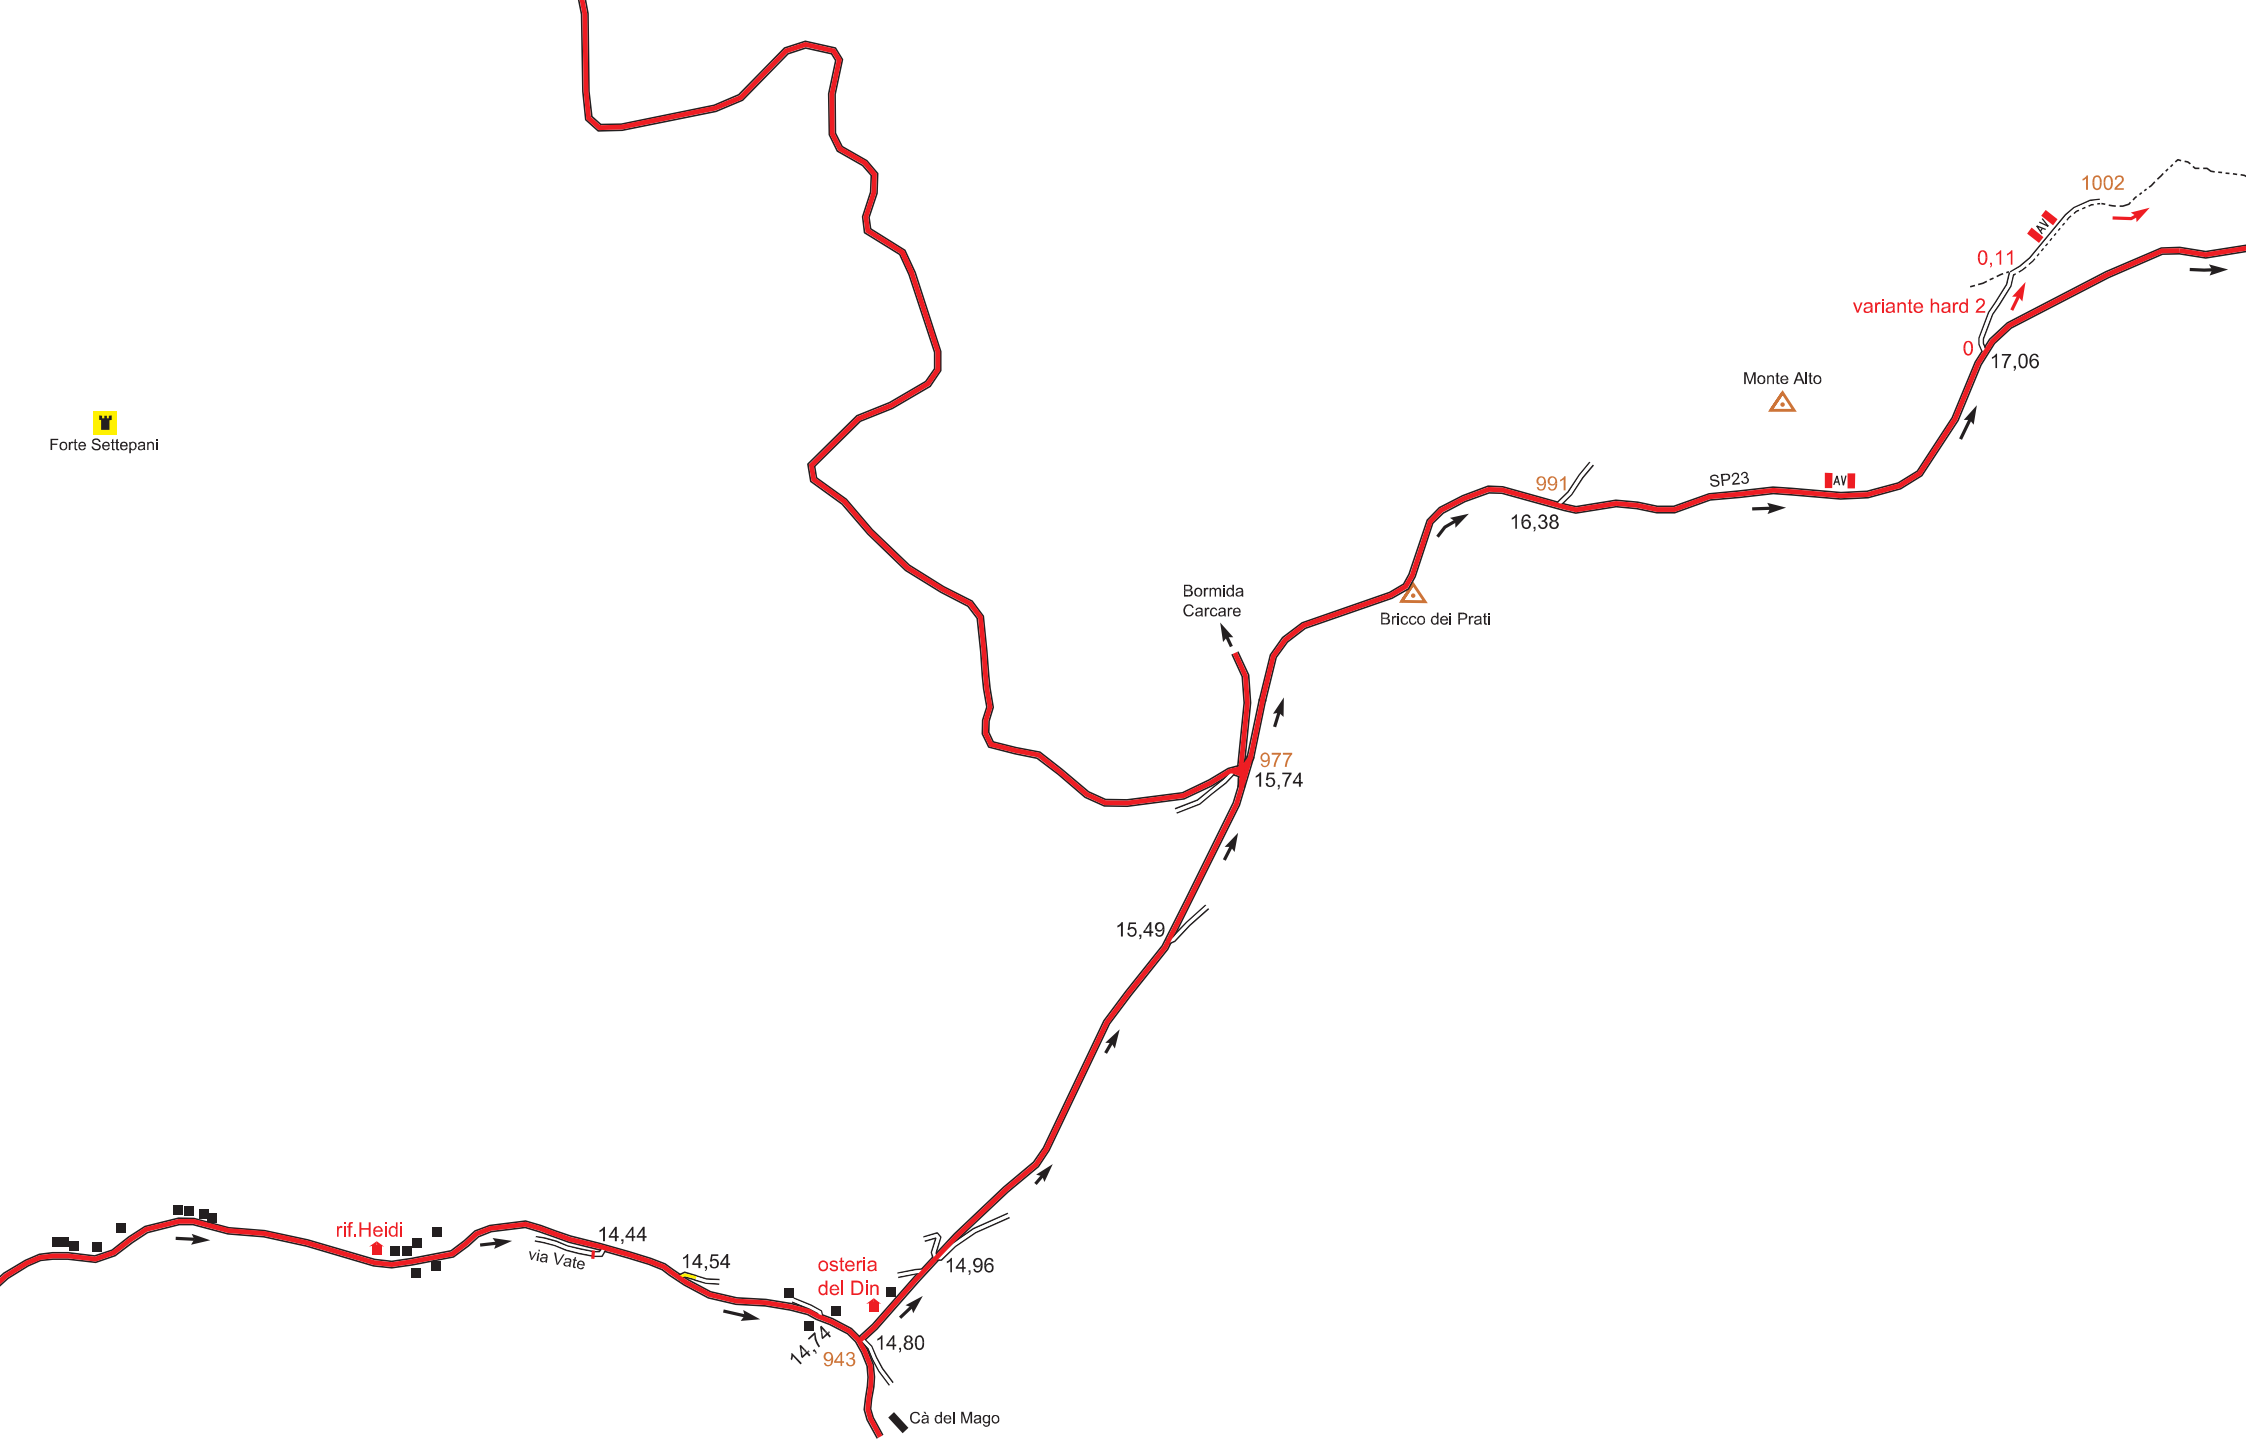 1002
AV
0,11
variante hard 2
0
17,06
Monte Alto
Forte Settepani
SP23
AV
991
16,38
Bormida
Carcare
Bricco dei Prati
977
15,74
15,49
rif.Heidi
14,44
via Vate
14,54
osteria
del Din
14,96
14,74
943
14,80
Cà del Mago